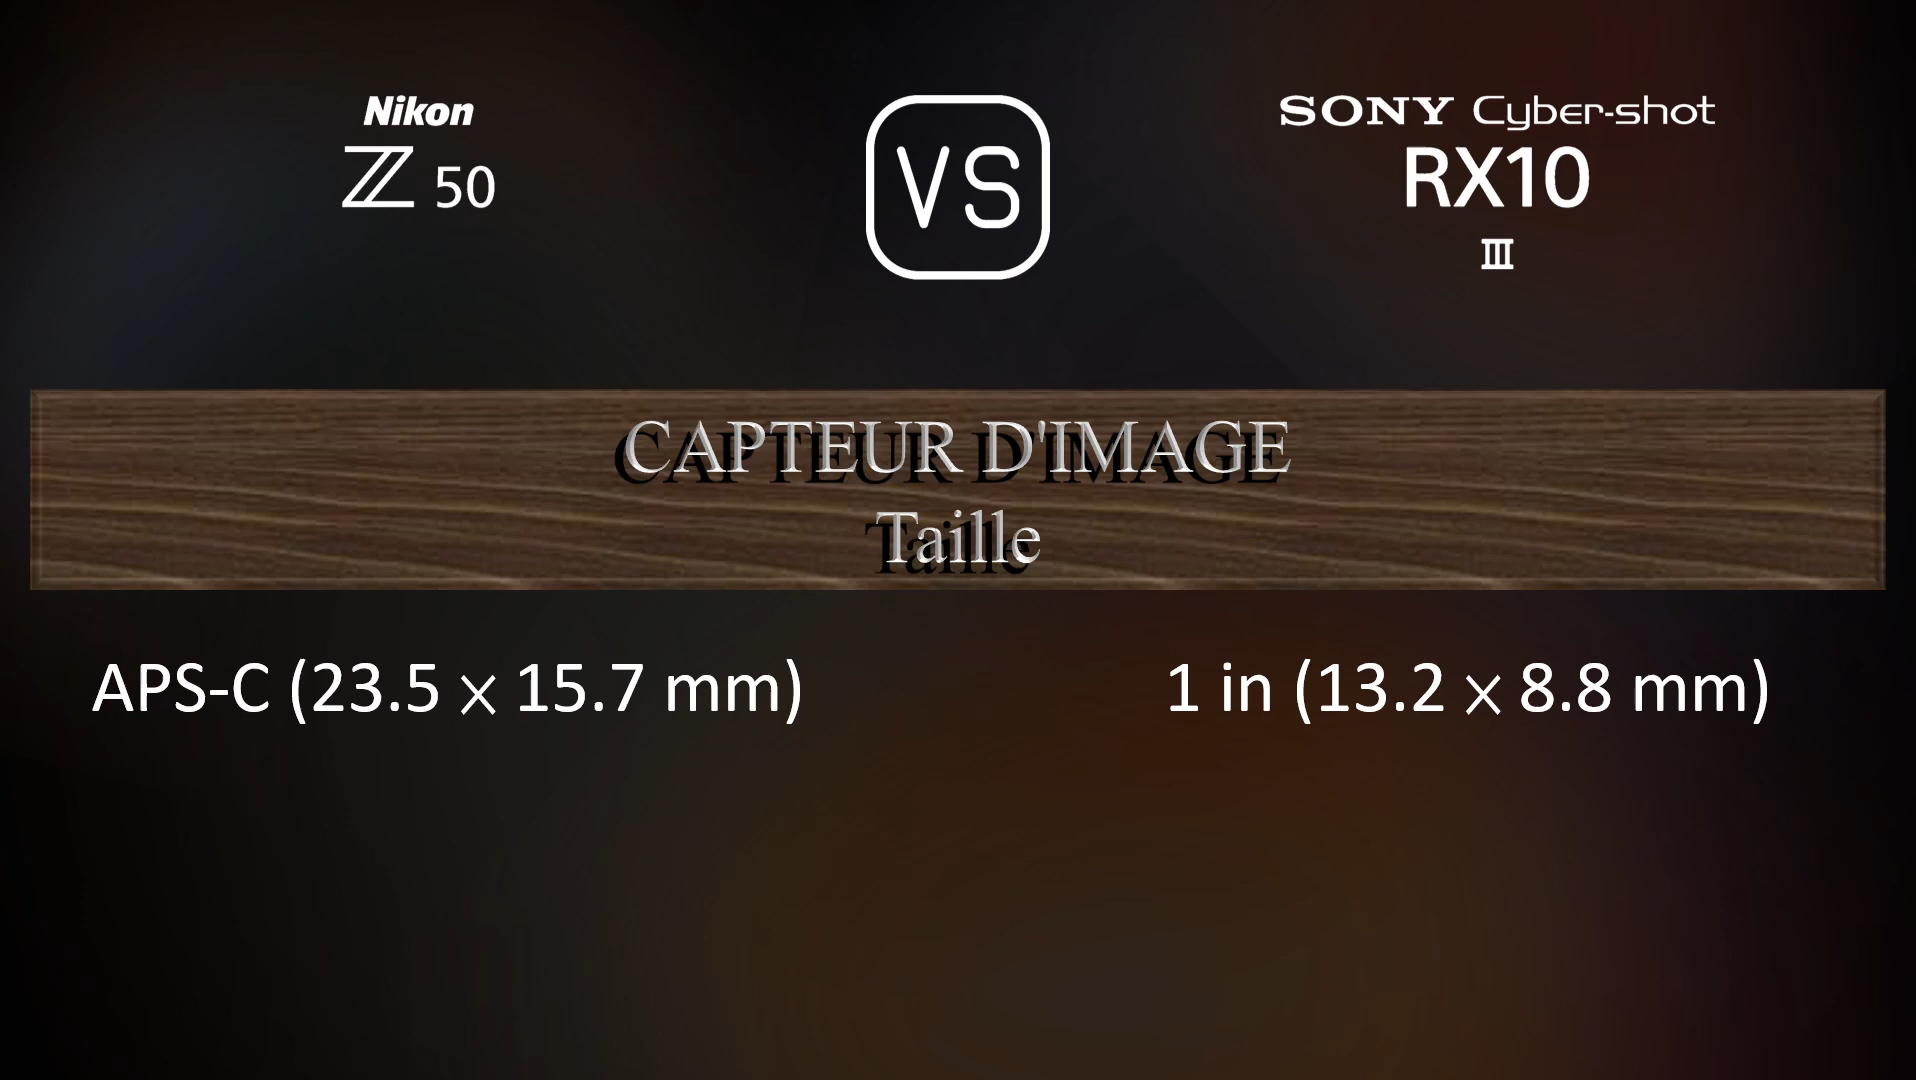 Nikon
Z 50
VS
SONY Cyber-shot
RX10
III
CAPTEUR D'IMAGE
Taille
APS-C (23.5 x 15.7 mm)
1 in (13.2 x 8.8 mm)